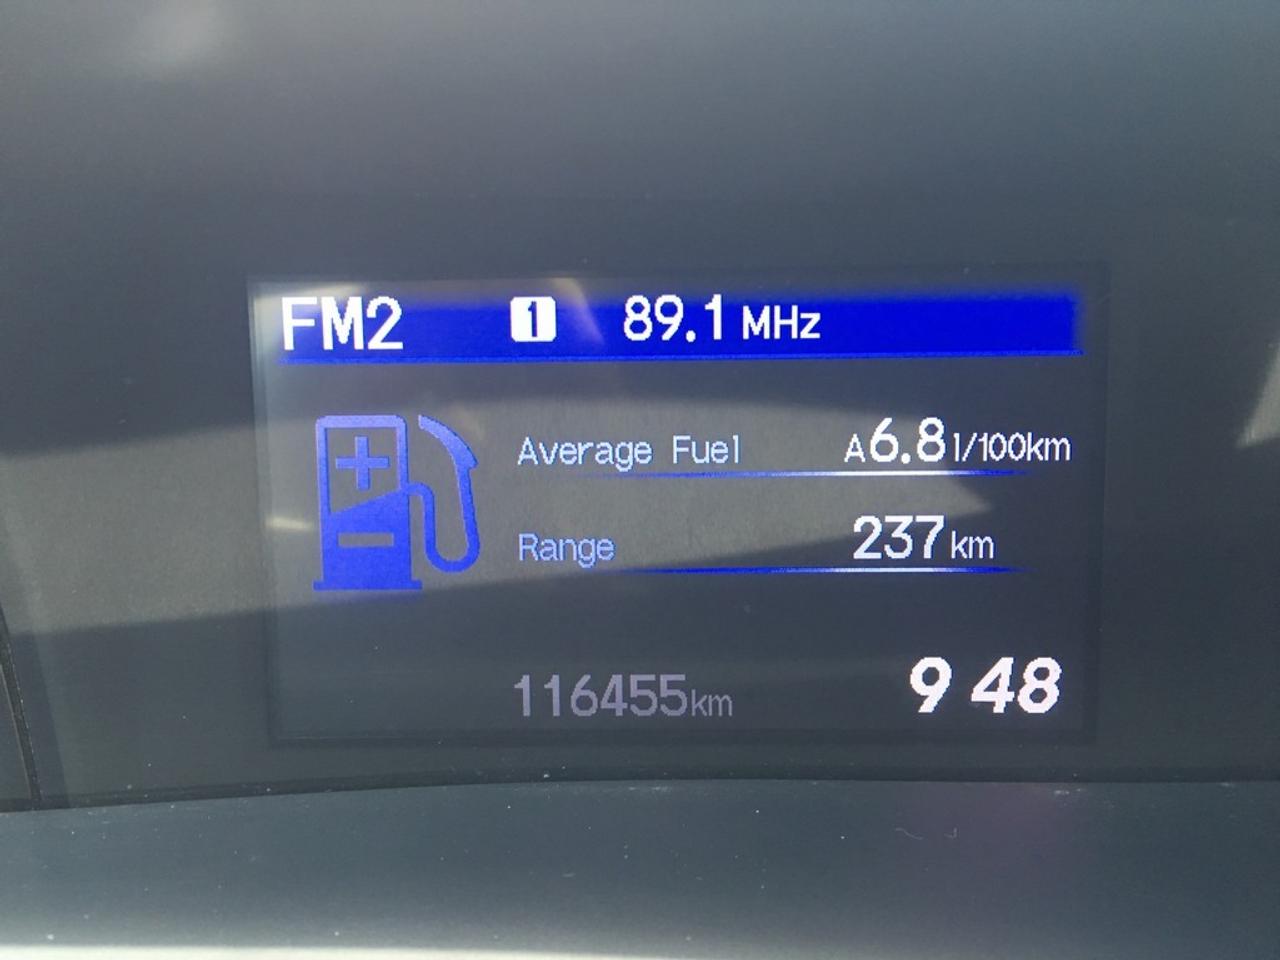 FM2 1 89.1 MHz
Average Fuel A6.8 l/100km
Range 237 km
116455km 9 48